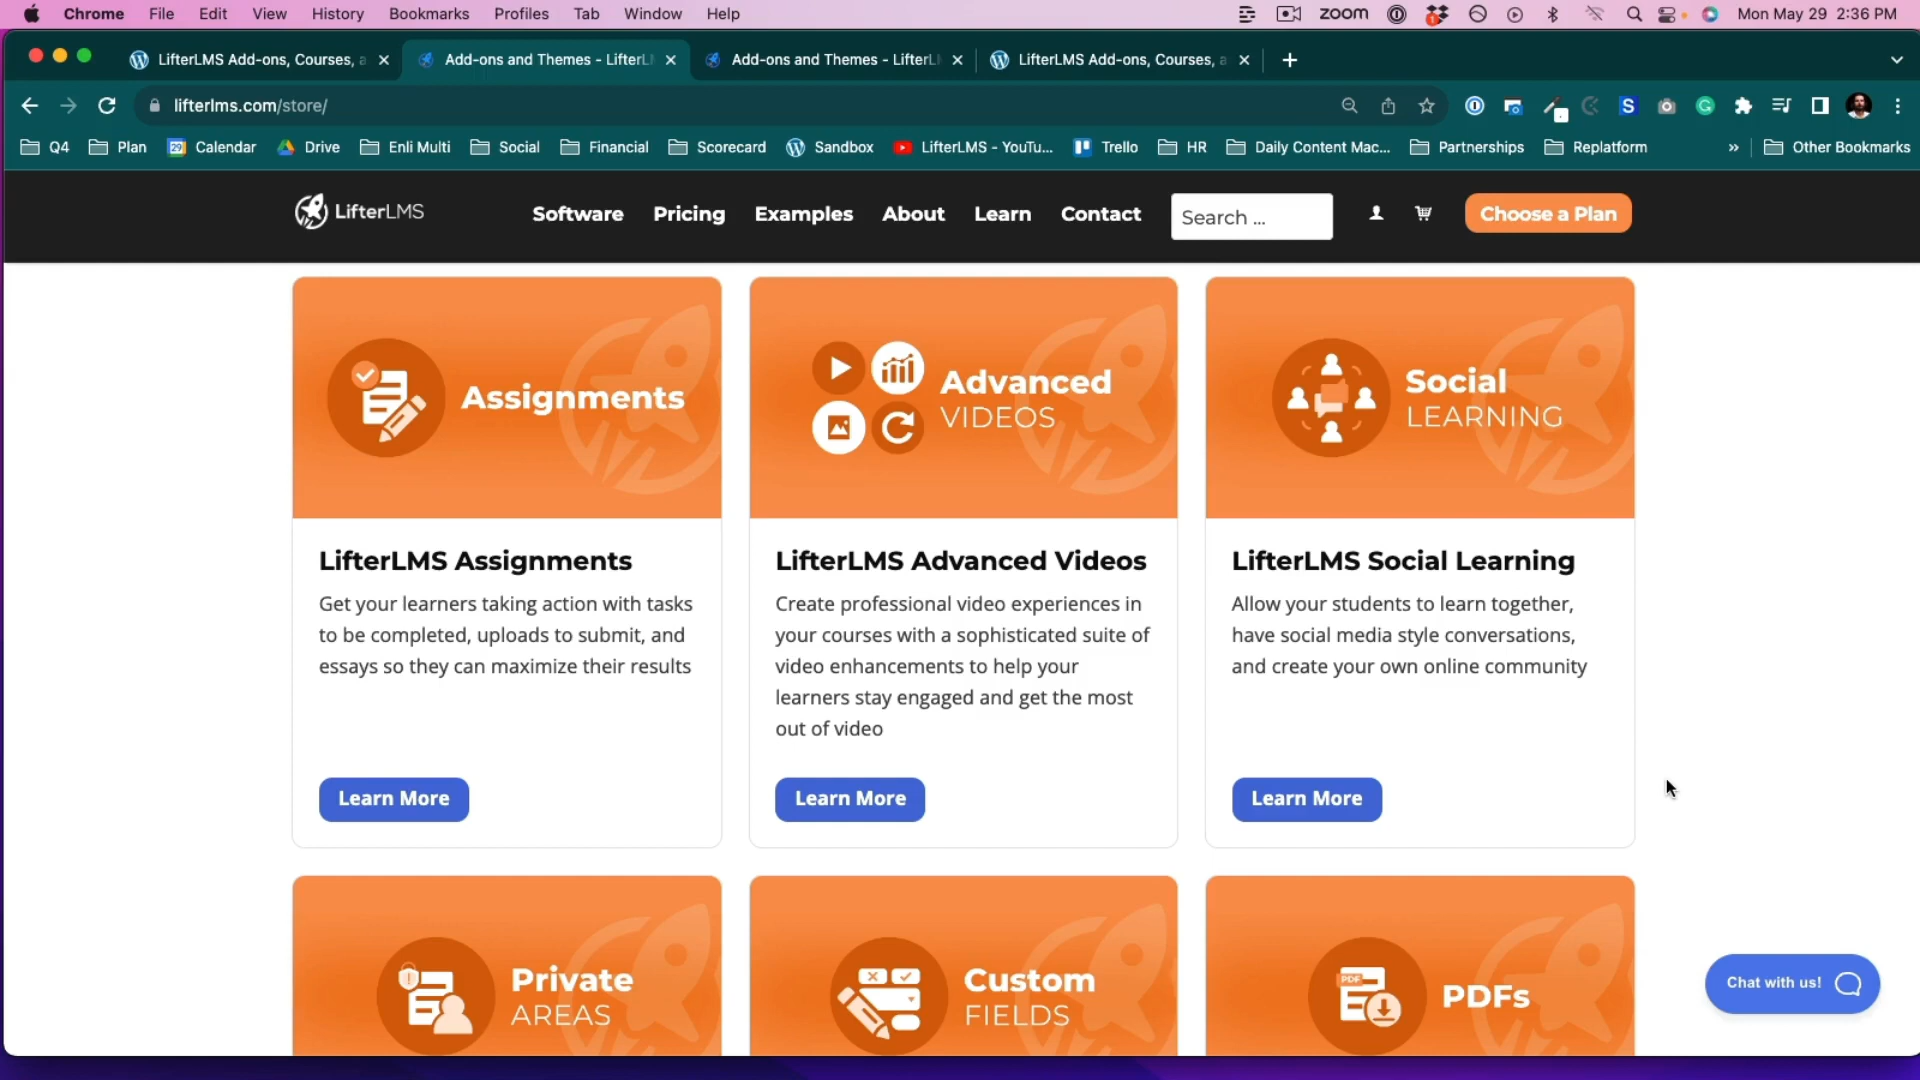 Chrome File Edit View History Bookmarks Profiles Tab Window Help zoom 1 Mon May 29 2:36 PM
LifterLMS Add-ons, Courses, a Add-ons and Themes - LifterL Add-ons and Themes - LifterL LifterLMS Add-ons, Courses, a
lifterlms.com/store/
Q4 Plan Calendar Drive Enli Multi Social Financial Scorecard Sandbox LifterLMS - YouTu... Trello HR Daily Content Mac... Partnerships Replatform » Other Bookmarks
LifterLMS Software Pricing Examples About Learn Contact Search ... Choose a Plan
Assignments
Advanced
VIDEOS
Social
LEARNING
LifterLMS Assignments
Get your learners taking action with tasks
to be completed, uploads to submit, and
essays so they can maximize their results
Learn More
LifterLMS Advanced Videos
Create professional video experiences in
your courses with a sophisticated suite of
video enhancements to help your
learners stay engaged and get the most
out of video
Learn More
LifterLMS Social Learning
Allow your students to learn together,
have social media style conversations,
and create your own online community
Learn More
Private
AREAS
Custom
FIELDS
PDF
PDFs
Chat with us!